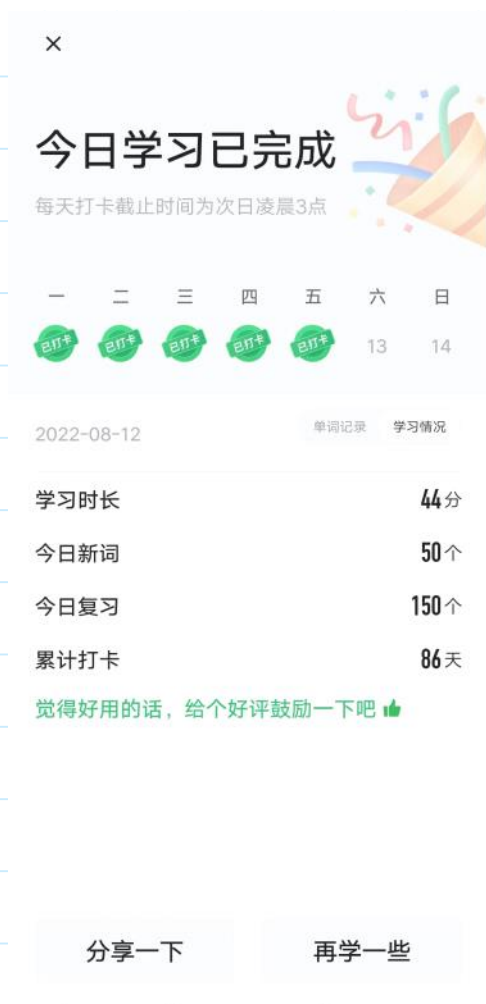 ×
今日学习已完成
每天打卡截止时间为次日凌晨3点
一 二 三 四 五 六 日
已打卡 已打卡 已打卡 已打卡 已打卡 13 14
2022-08-12 单词记录 学习情况
学习时长 44分
今日新词 50个
今日复习 150个
累计打卡 86天
觉得好用的话，给个好评鼓励一下吧
分享一下 再学一些